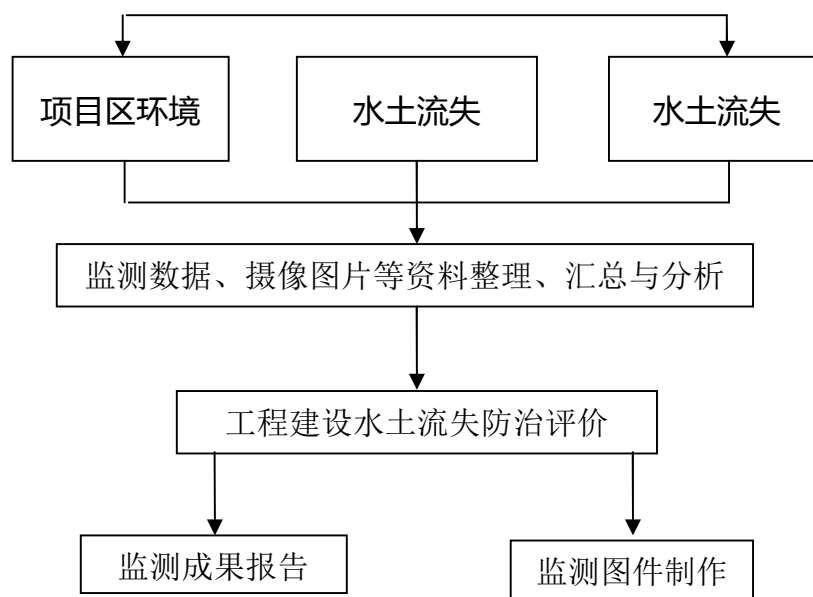 项目区环境
水土流失
水土流失
监测数据、摄像图片等资料整理、汇总与分析
工程建设水土流失防治评价
监测成果报告
监测图件制作